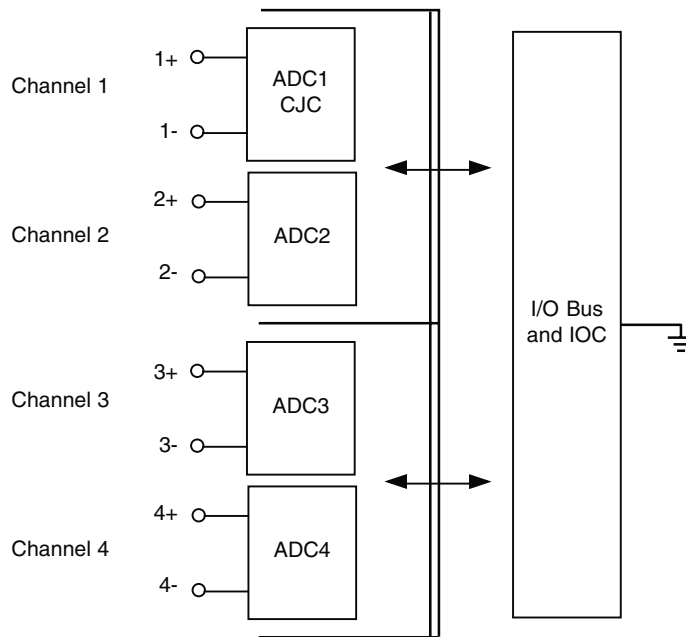 1+
ADC1
CJC
Channel 1
1-
2+
Channel 2
ADC2
2-
I/O Bus
and IOC
3+
Channel 3
ADC3
3-
4+
Channel 4
ADC4
4-